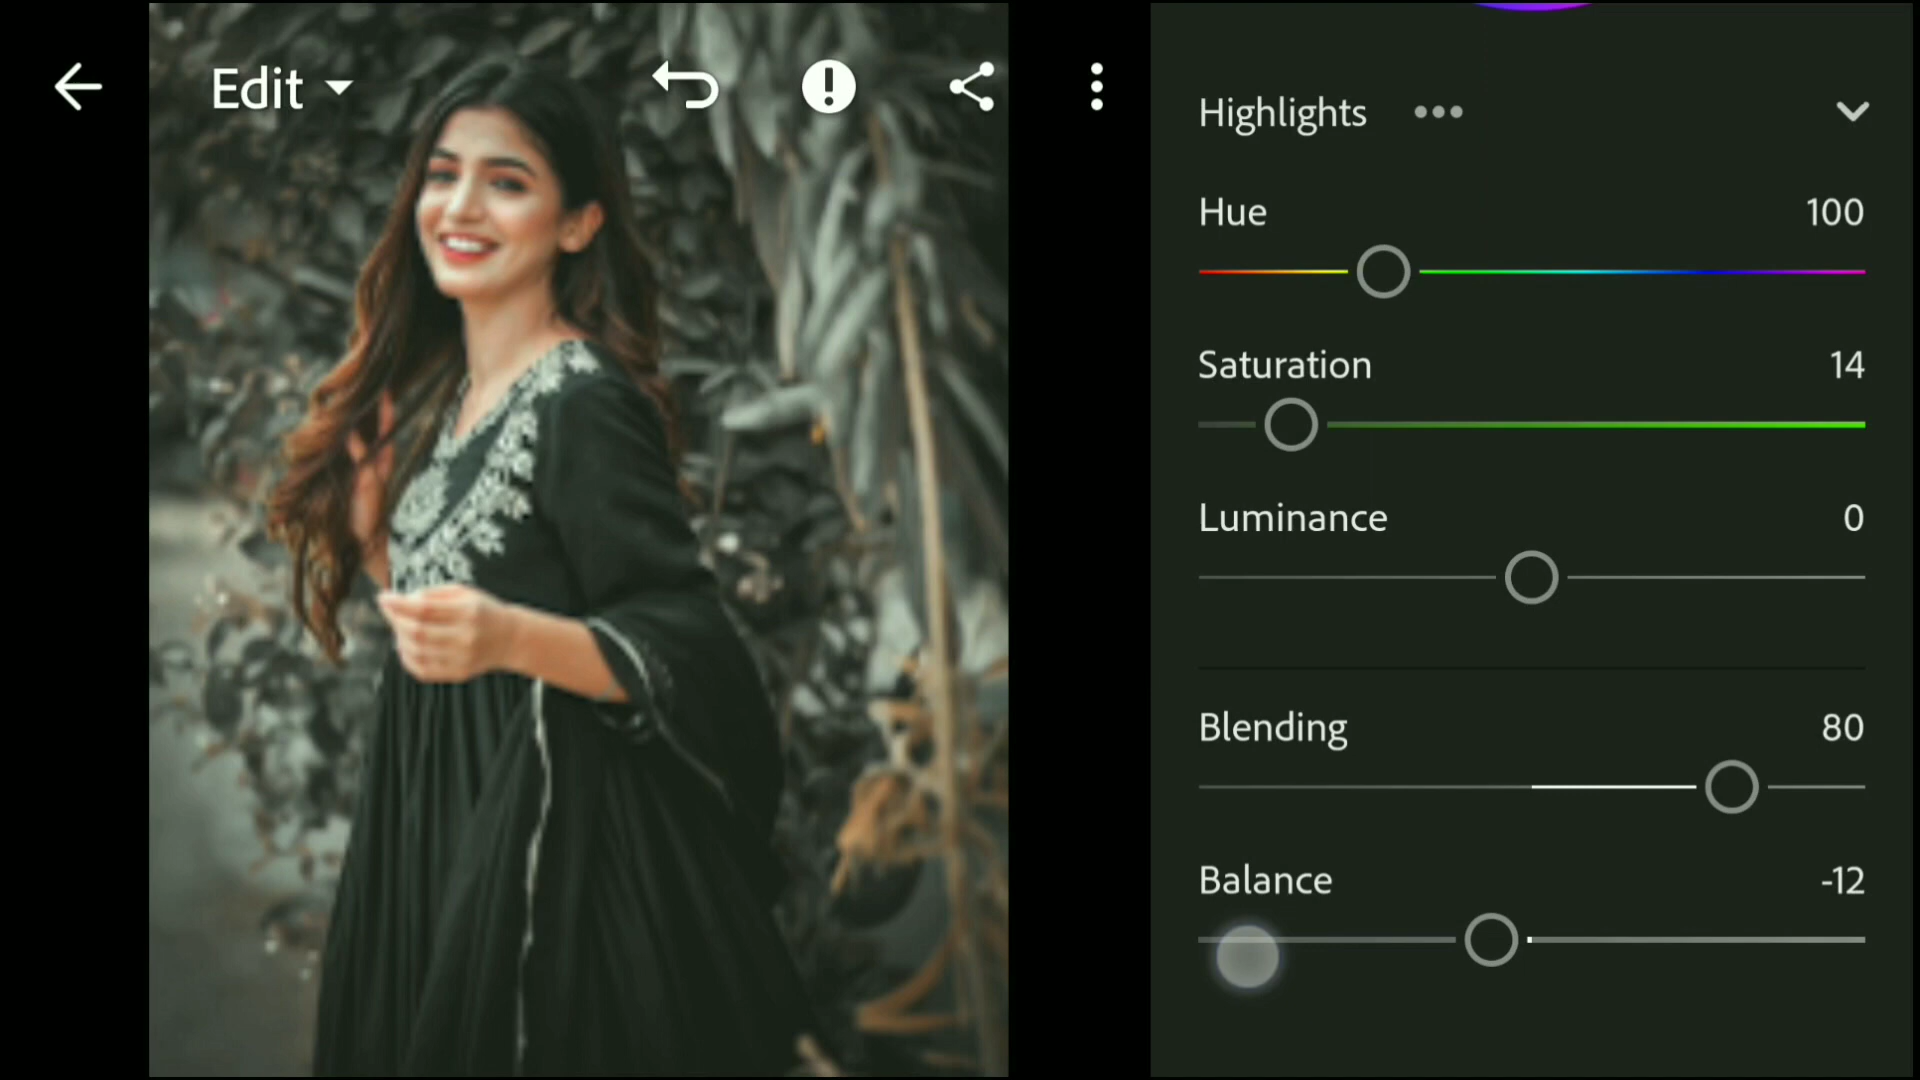 Edit
Highlights
Hue 100
Saturation 14
Luminance 0
Blending 80
Balance -12